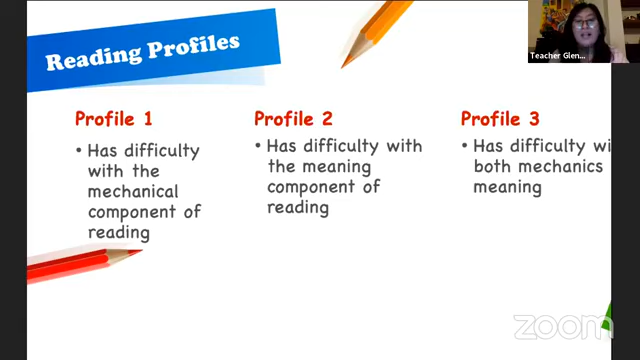 Reading Profiles
Teacher Glen...
Profile 1
• Has difficulty
with the
mechanical
component of
reading
Profile 2
• Has difficulty with
the meaning
component of
reading
Profile 3
• Has difficulty wi
both mechanics
meaning
zoom